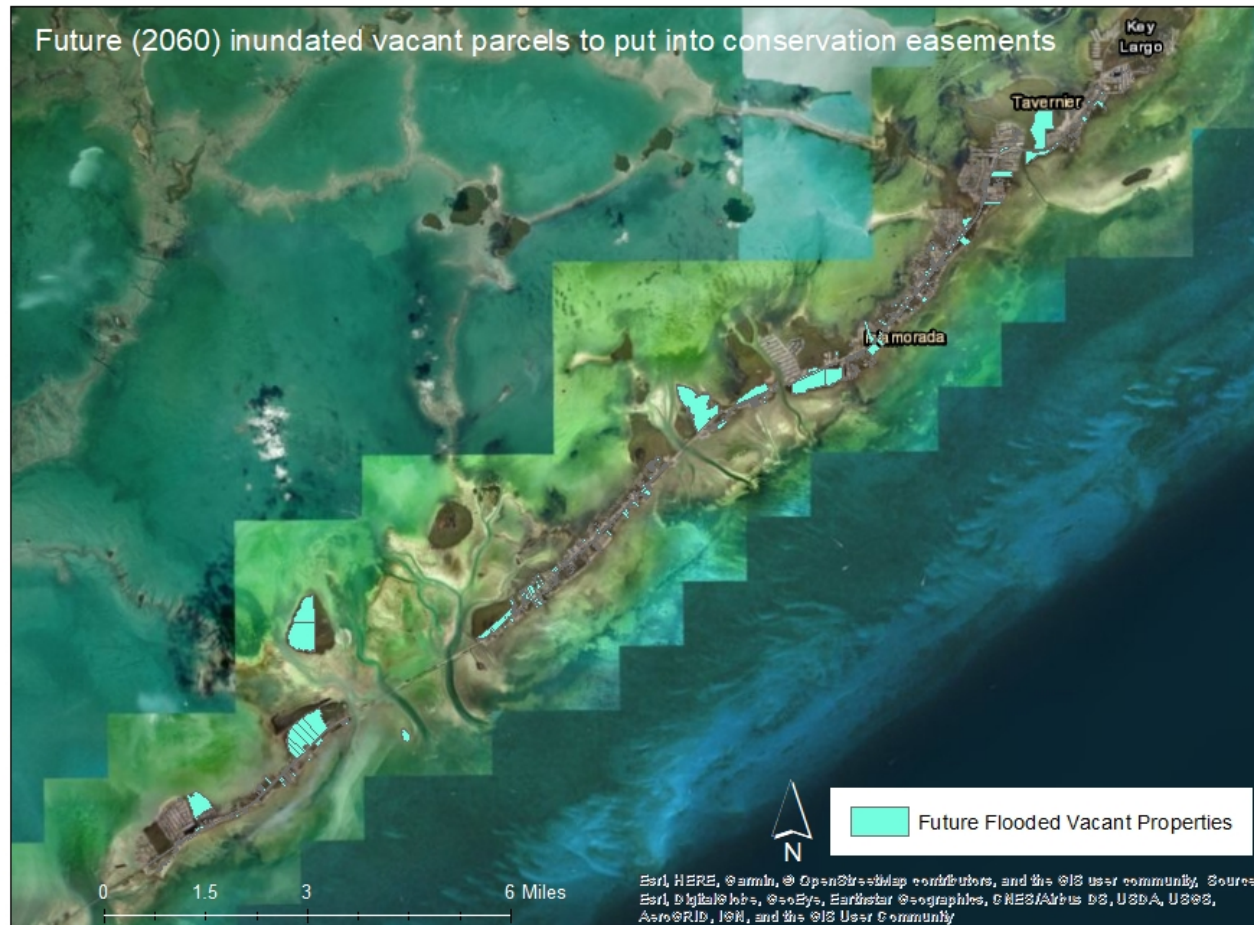 Future (2060) inundated vacant parcels to put into conservation easements
Key
Largo
Tavernier
Islamorada
N
Future Flooded Vacant Properties
0 1.5 3 6 Miles
Esri, HERE, Garmin, © OpenStreetMap contributors, and the GIS user community, Source
Esri, DigitalGlobe, GeoEye, Earthstar Geographics, CNES/Airbus DS, USDA, USGS,
AeroGRID, IGN, and the GIS User Community